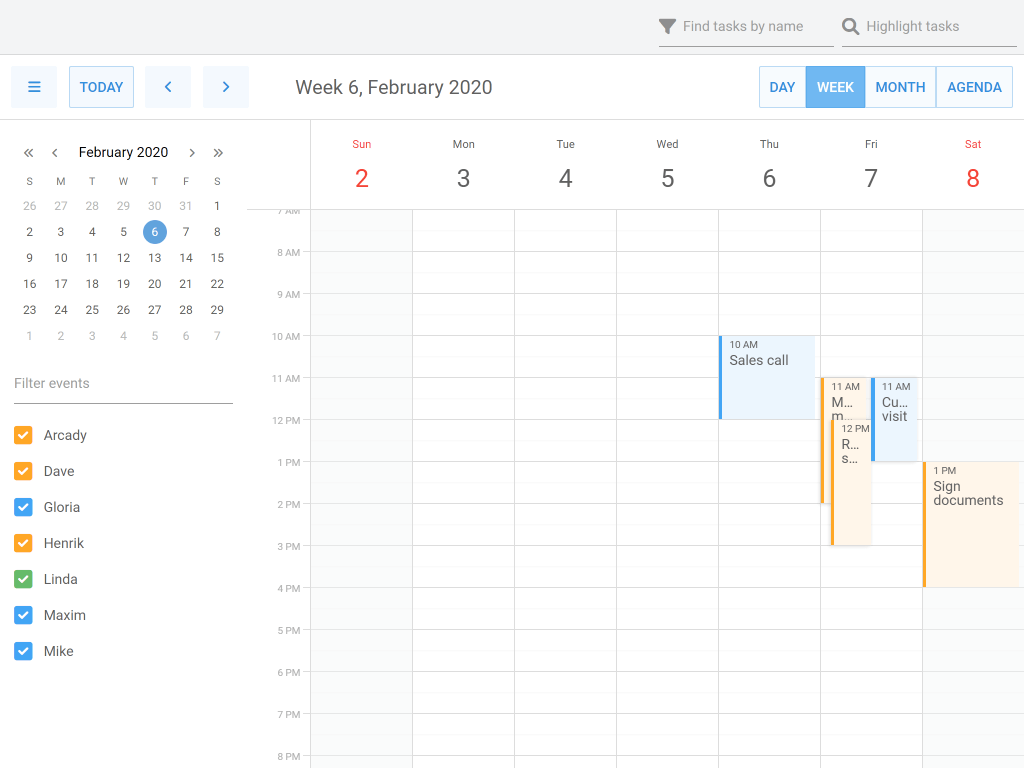 Find tasks by name
Highlight tasks
TODAY
Week 6, February 2020
DAY
WEEK
MONTH
AGENDA
February 2020
S M T W T F S
26 27 28 29 30 31 1
2 3 4 5 6 7 8
9 10 11 12 13 14 15
16 17 18 19 20 21 22
23 24 25 26 27 28 29
1 2 3 4 5 6 7
Filter events
Arcady
Dave
Gloria
Henrik
Linda
Maxim
Mike
Sun Mon Tue Wed Thu Fri Sat
2 3 4 5 6 7 8
7 AM
8 AM
9 AM
10 AM
11 AM
12 PM
1 PM
2 PM
3 PM
4 PM
5 PM
6 PM
7 PM
8 PM
10 AM
Sales call
11 AM
M...
m...
12 PM
R...
s...
11 AM
Cu...
visit
1 PM
Sign
documents